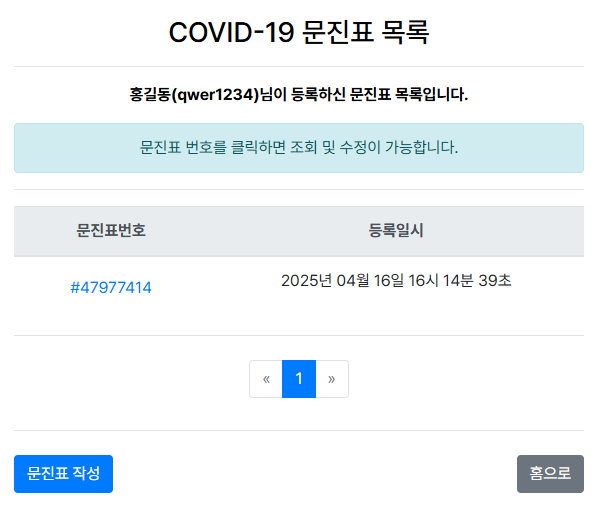 COVID-19 문진표 목록
홍길동(qwer1234)님이 등록하신 문진표 목록입니다.
문진표 번호를 클릭하면 조회 및 수정이 가능합니다.
문진표번호 등록일시
#47977414 2025년 04월 16일 16시 14분 39초
« 1 »
문진표 작성 홈으로